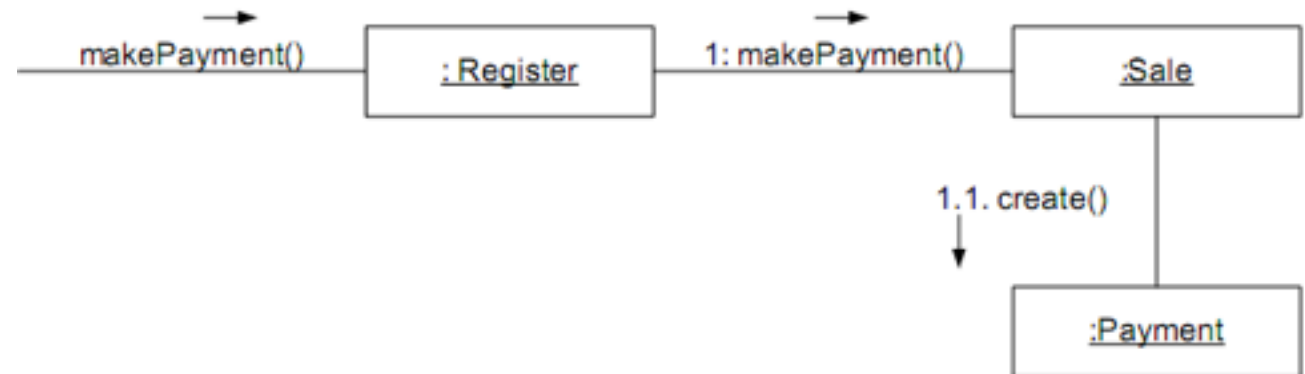 makePayment()
: Register
1: makePayment()
:Sale
1.1. create()
:Payment